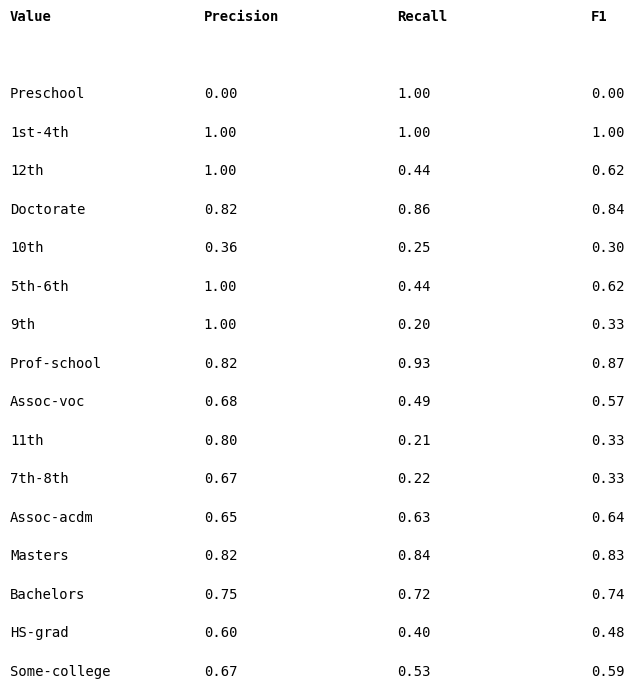 Value Precision Recall F1
Preschool 0.00 1.00 0.00
1st-4th 1.00 1.00 1.00
12th 1.00 0.44 0.62
Doctorate 0.82 0.86 0.84
10th 0.36 0.25 0.30
5th-6th 1.00 0.44 0.62
9th 1.00 0.20 0.33
Prof-school 0.82 0.93 0.87
Assoc-voc 0.68 0.49 0.57
11th 0.80 0.21 0.33
7th-8th 0.67 0.22 0.33
Assoc-acdm 0.65 0.63 0.64
Masters 0.82 0.84 0.83
Bachelors 0.75 0.72 0.74
HS-grad 0.60 0.40 0.48
Some-college 0.67 0.53 0.59